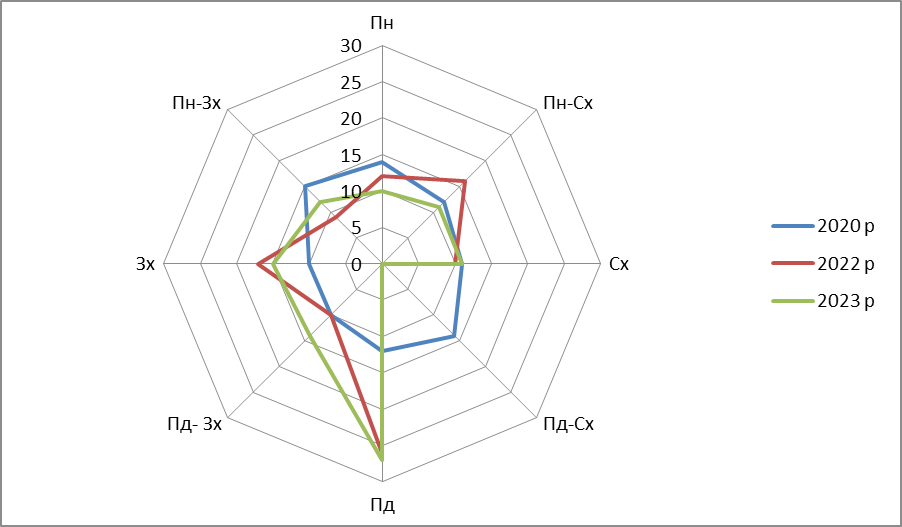 Пн
30
25
20
15
10
5
0
Пн-Сх
Сх
Пд-Сх
Пд
Пд- Зх
Зх
Пн-Зх
2020 р
2022 р
2023 р